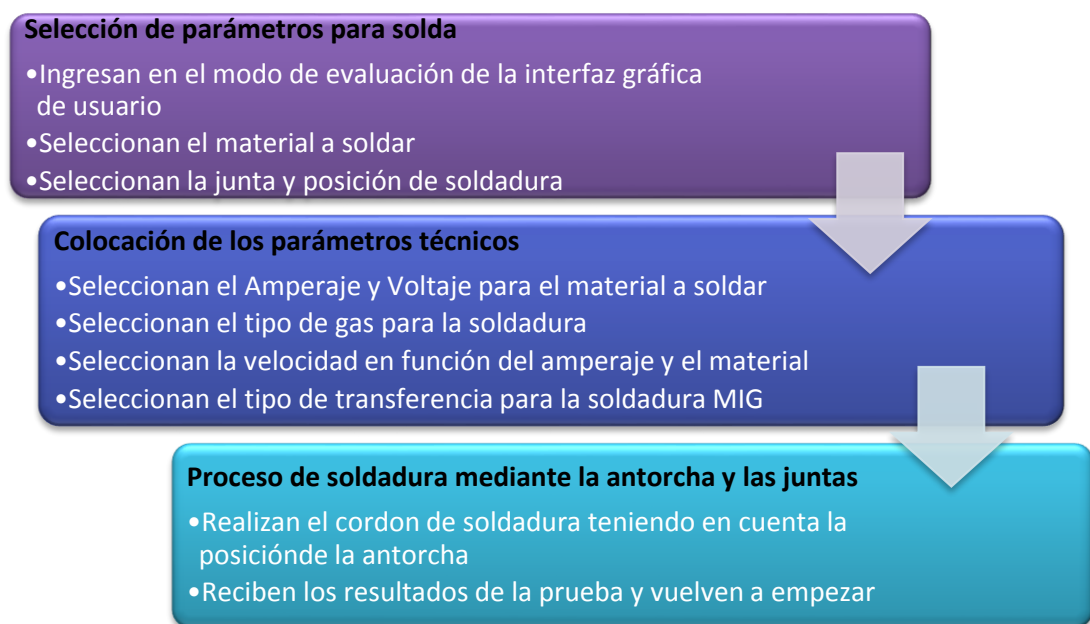 Selección de parámetros para solda
•Ingresan en el modo de evaluación de la interfaz gráfica
de usuario
•Seleccionan el material a soldar
•Seleccionan la junta y posición de soldadura
Colocación de los parámetros técnicos
•Seleccionan el Amperaje y Voltaje para el material a soldar
•Seleccionan el tipo de gas para la soldadura
•Seleccionan la velocidad en función del amperaje y el material
•Seleccionan el tipo de transferencia para la soldadura MIG
Proceso de soldadura mediante la antorcha y las juntas
•Realizan el cordon de soldadura teniendo en cuenta la
posiciónde la antorcha
•Reciben los resultados de la prueba y vuelven a empezar